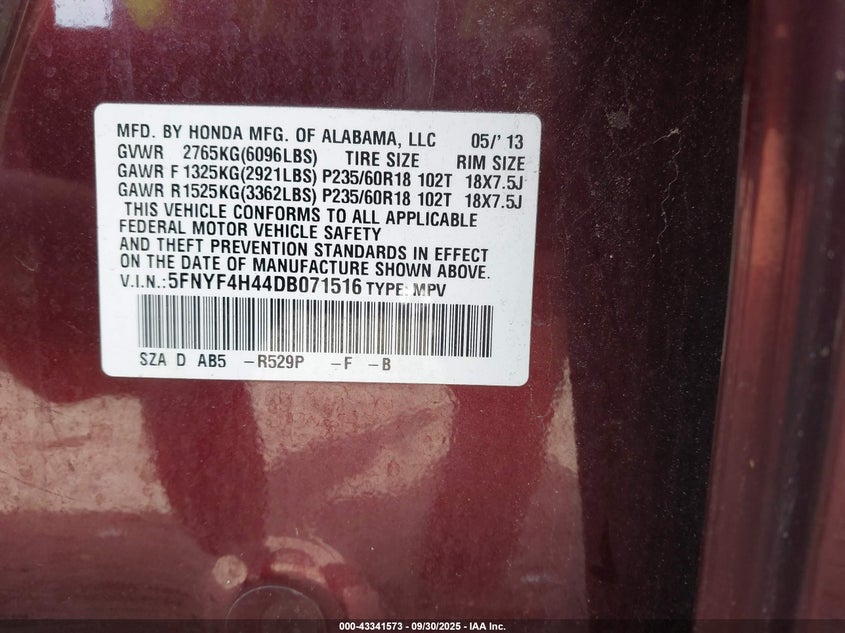 MFD. BY HONDA MFG. OF ALABAMA, LLC 05/' 13
GVWR 2765KG(6096LBS) TIRE SIZE RIM SIZE
GAWR F 1325KG(2921LBS) P235/60R18 102T 18X7.5J
GAWR R1525KG(3362LBS) P235/60R18 102T 18X7.5J
THIS VEHICLE CONFORMS TO ALL APPLICABLE
FEDERAL MOTOR VEHICLE SAFETY
AND THEFT PREVENTION STANDARDS IN EFFECT
ON THE DATE OF MANUFACTURE SHOWN ABOVE.
V.I.N.:5FNYF4H44DB071516 TYPE: MPV
SZA D AB5 -R529P -F -B
000-43341573 - 09/30/2025 - IAA Inc.